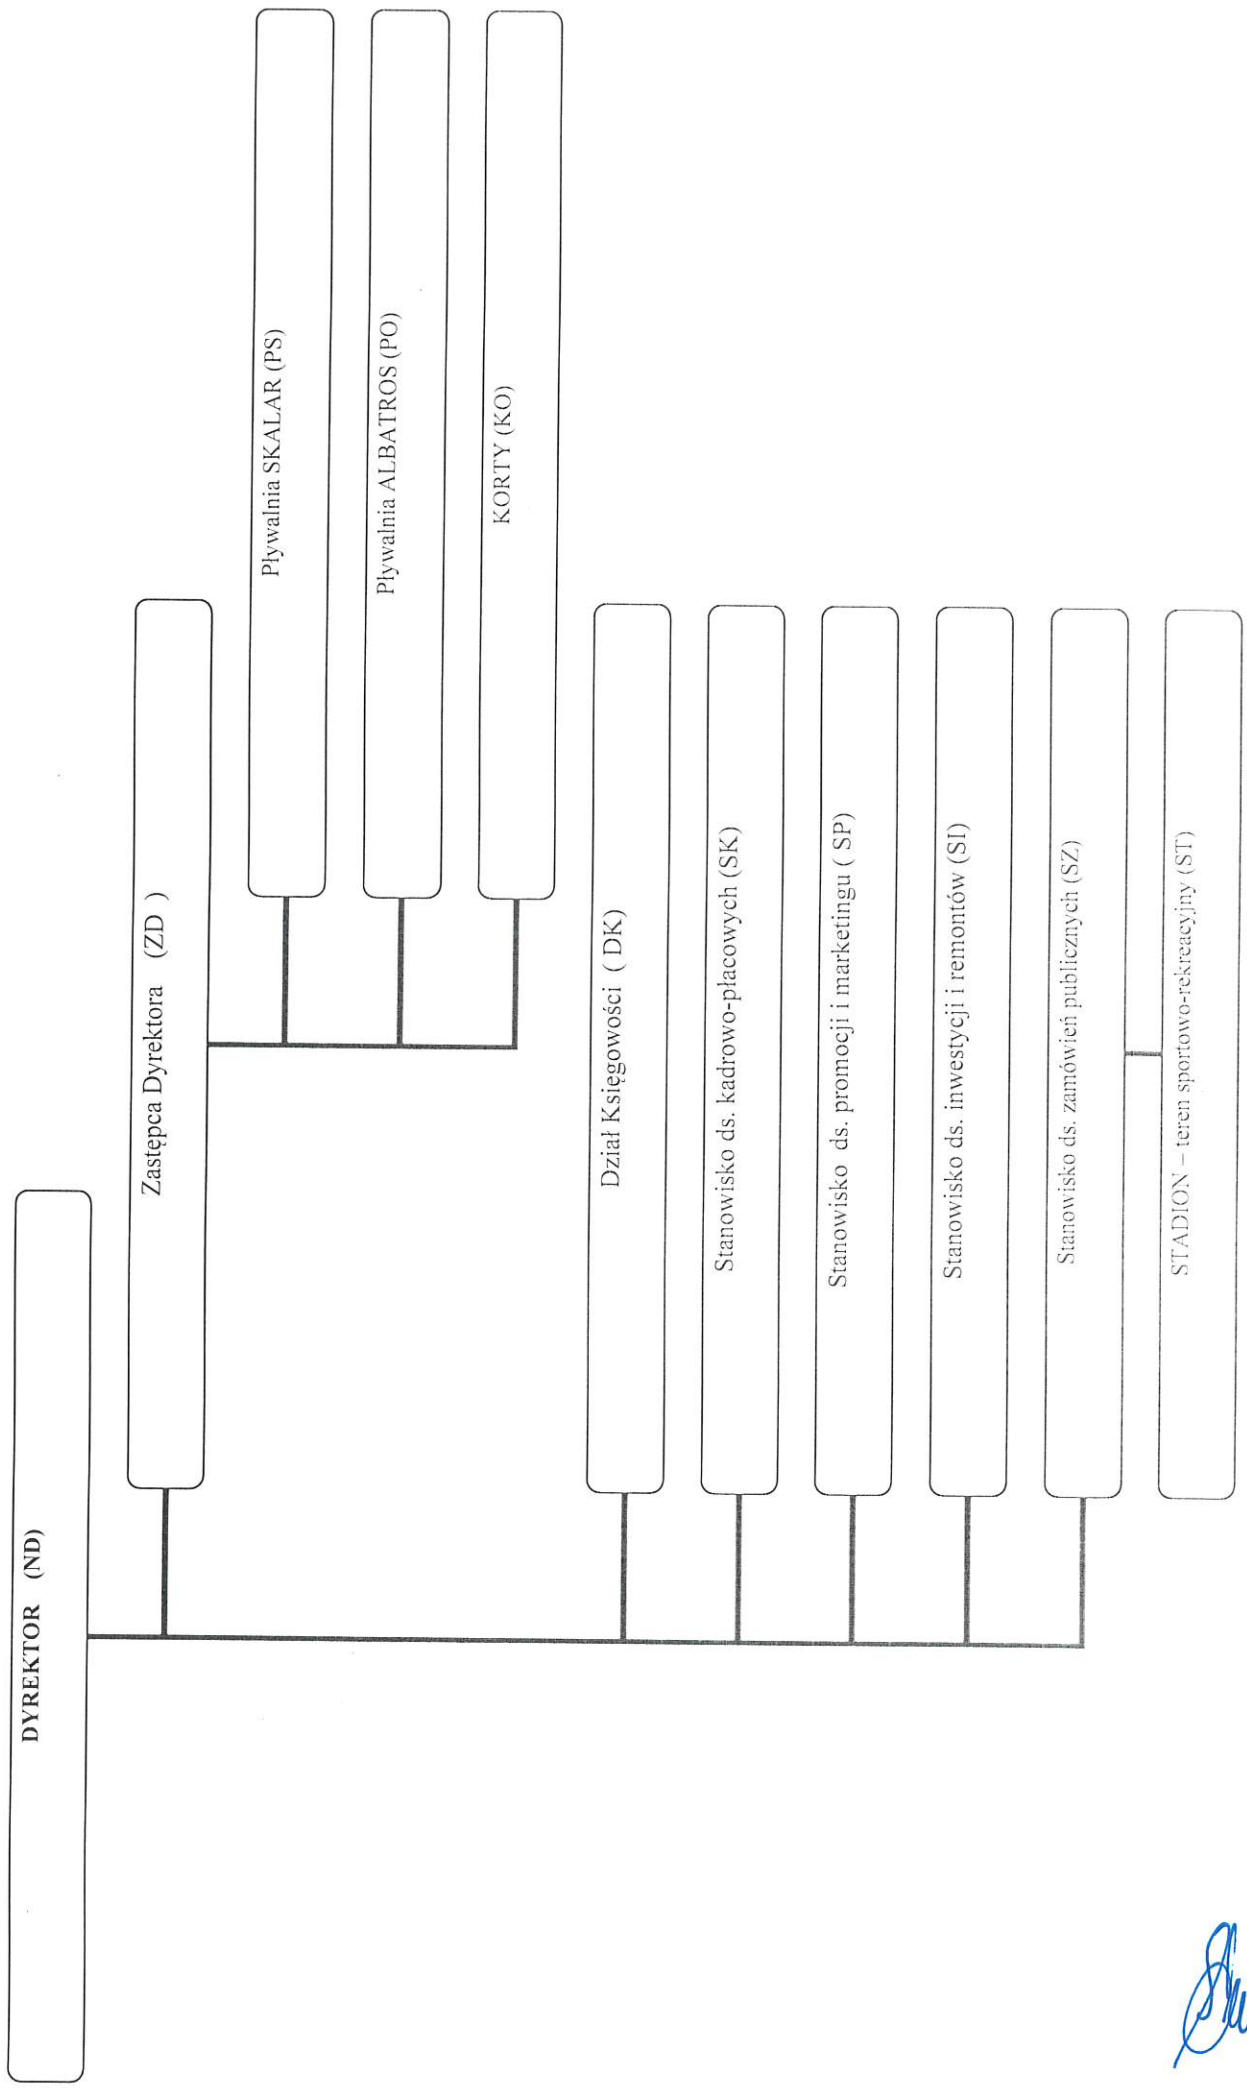 DYREKTOR (ND)
Zastępca Dyrektora (ZD )
Pływalnia SKALAR (PS)
Pływalnia ALBATROS (PO)
KORTY (KO)
Dział Księgowości ( DK)
Stanowisko ds. kadrowo-płacowych (SK)
Stanowisko ds. promocji i marketingu ( SP)
Stanowisko ds. inwestycji i remontów (SI)
Stanowisko ds. zamówień publicznych (SZ)
STADION – teren sportowo-rekreacyjny (ST)